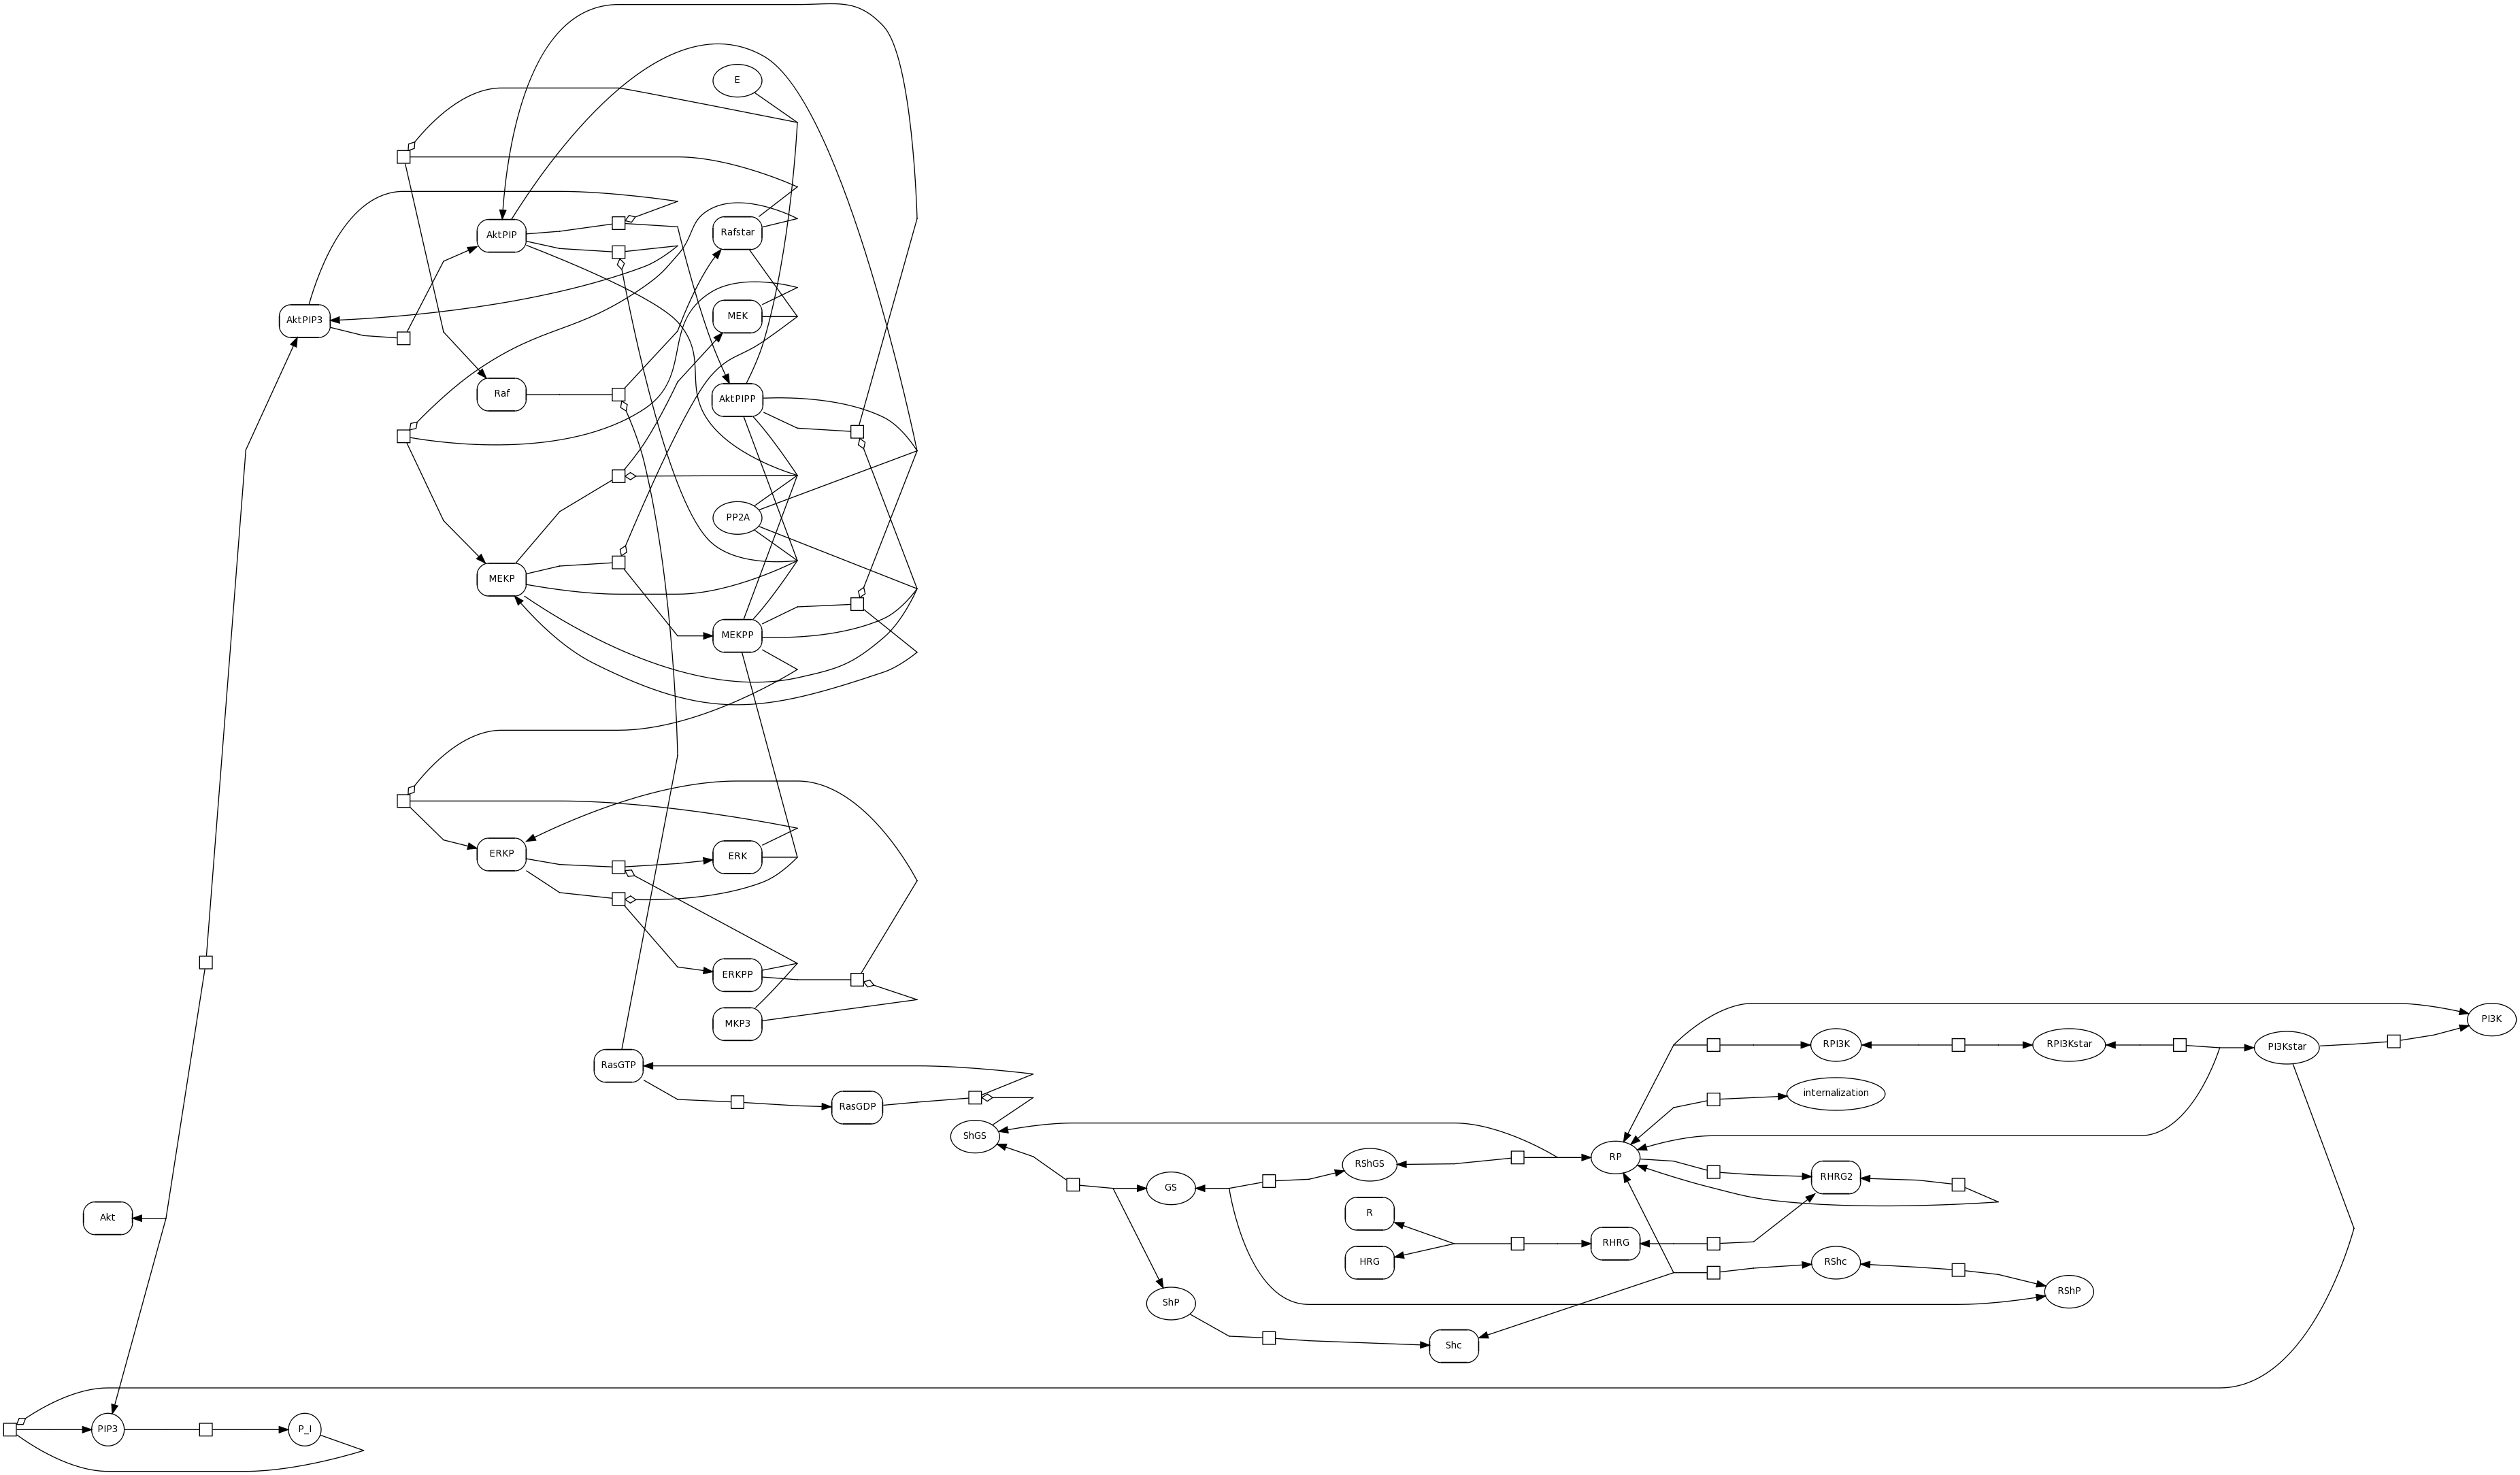 E
AktPIP
Rafstar
AktPIP3
MEK
Raf
AktPIPP
PP2A
MEKP
MEKPP
ERKP
ERK
ERKPP
MKP3
RasGTP
RasGDP
PI3K
RPI3K
RPI3Kstar
PI3Kstar
internalization
ShGS
RP
RShGS
RHRG2
GS
R
Akt
RHRG
HRG
RShc
RShP
ShP
Shc
PIP3
P_I